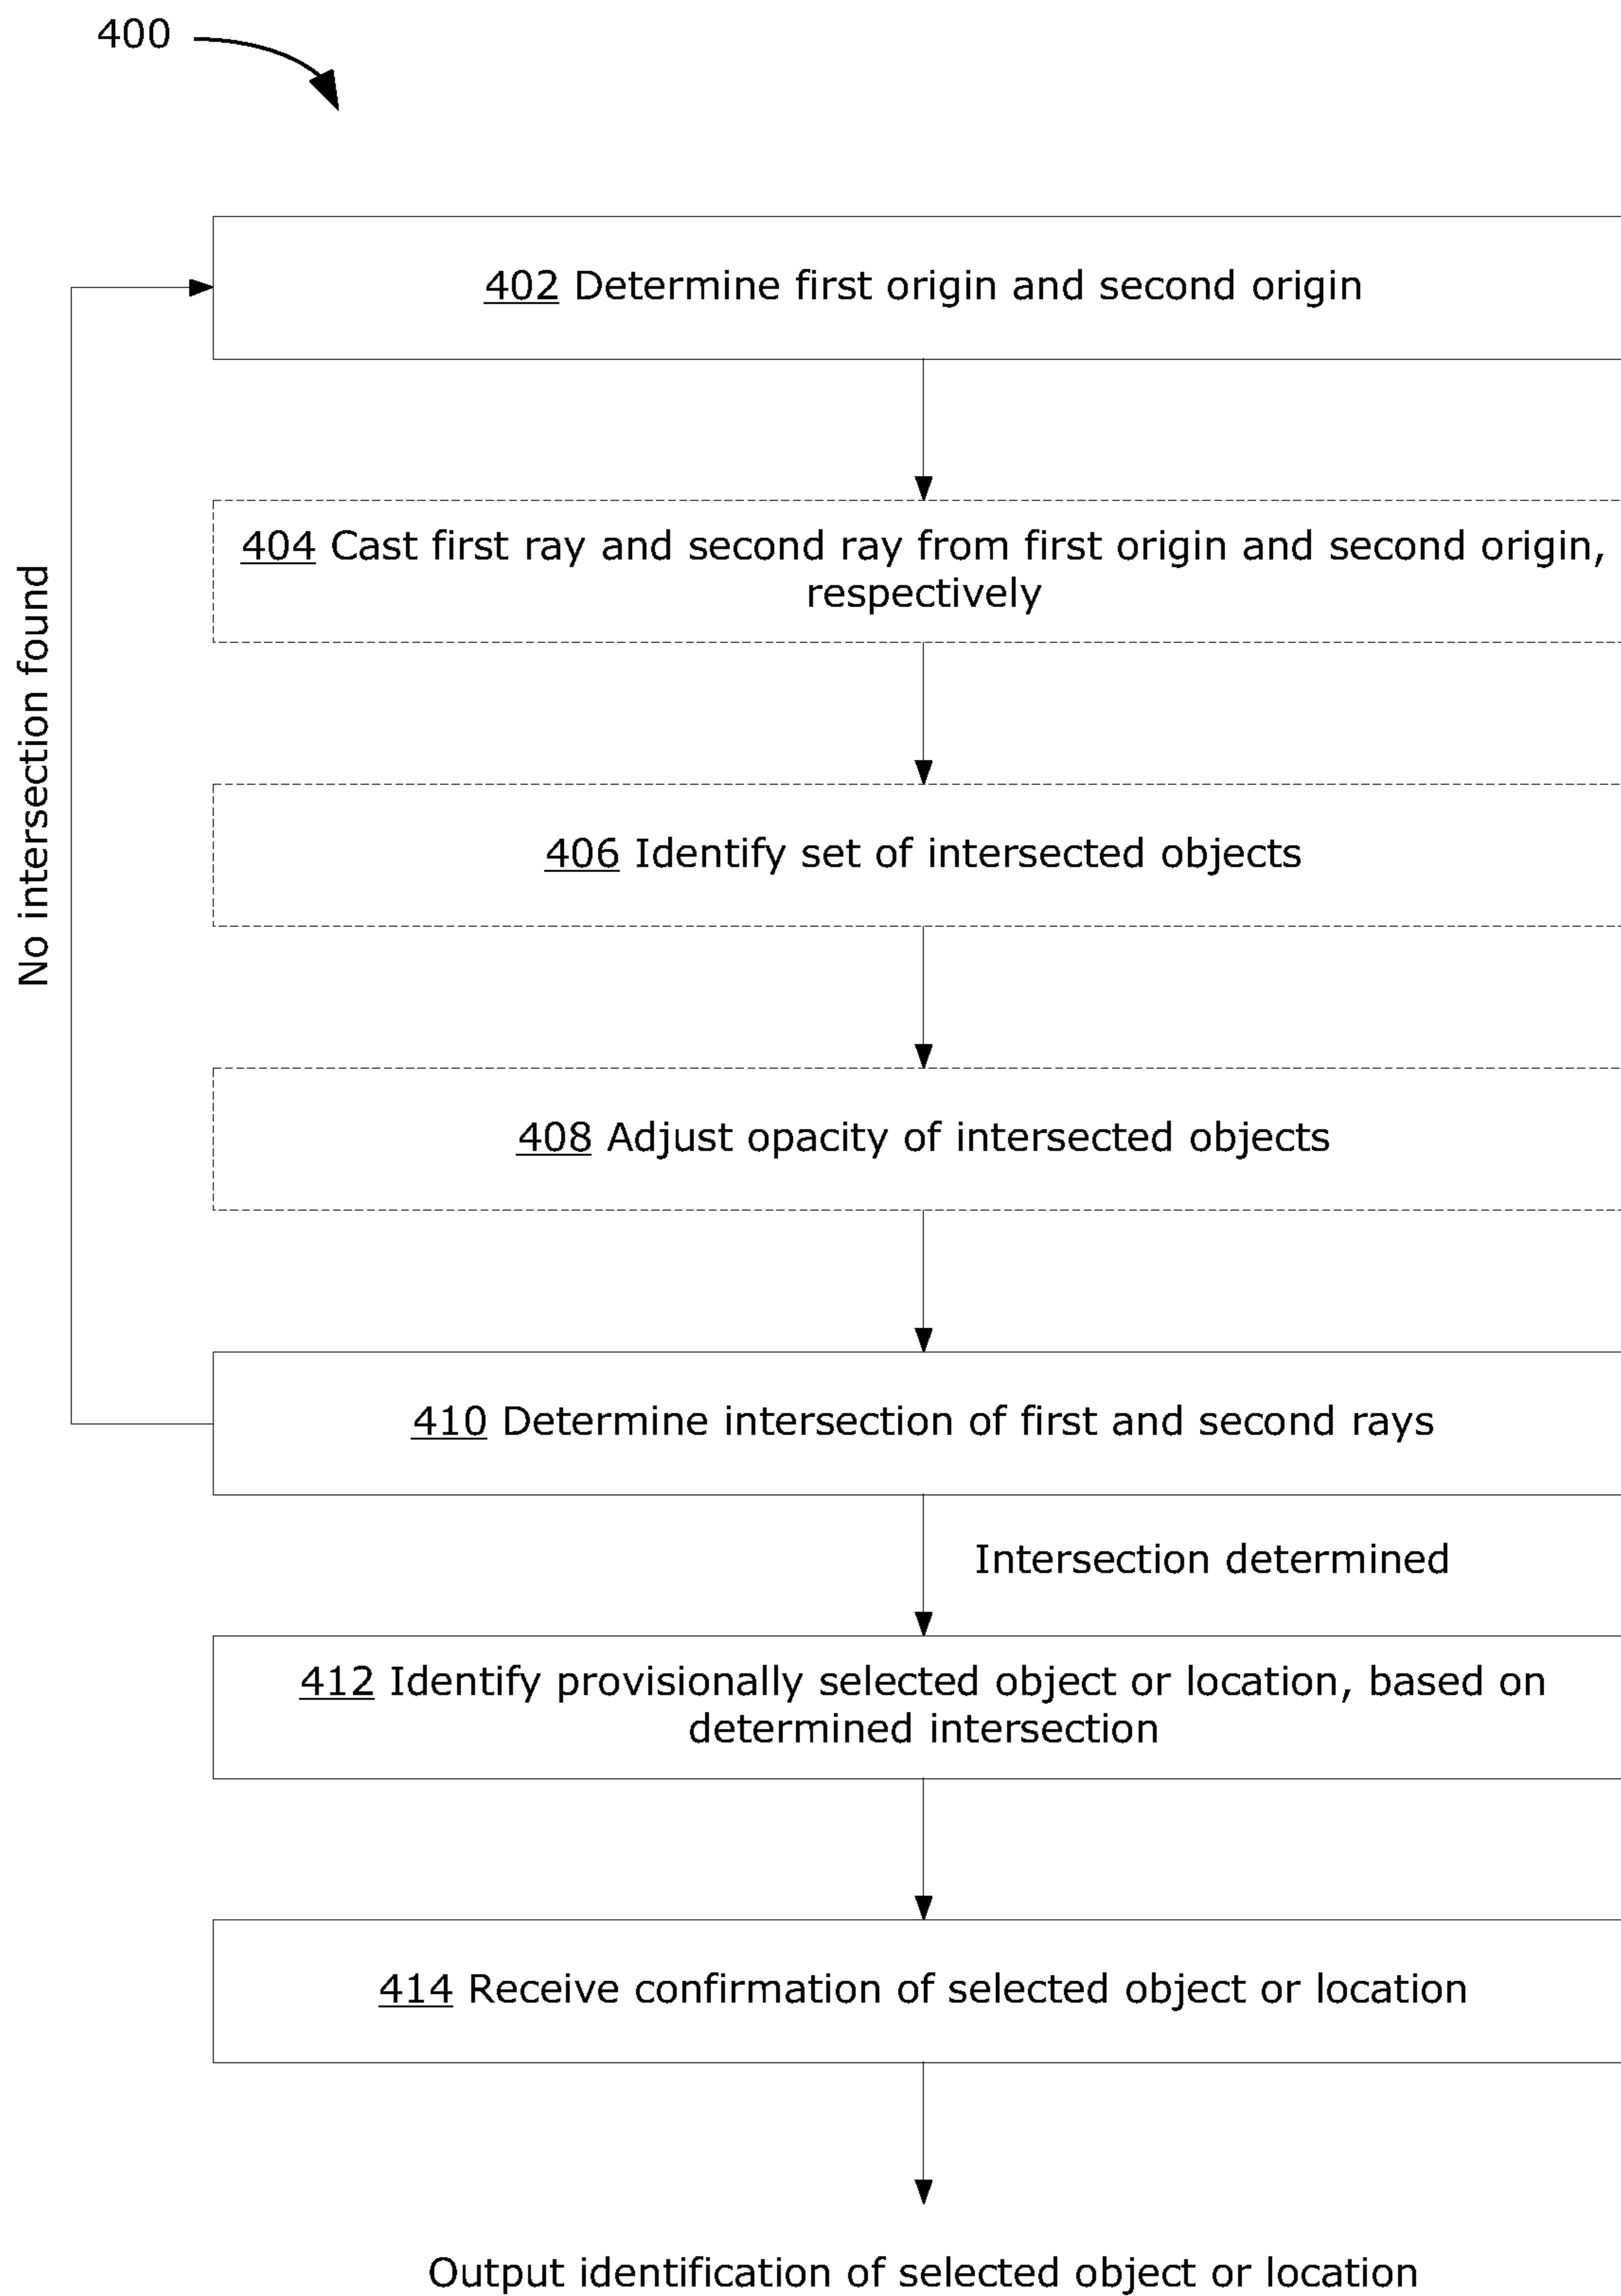 400
402 Determine first origin and second origin
404 Cast first ray and second ray from first origin and second origin,
respectively
406 Identify set of intersected objects
No intersection found
408 Adjust opacity of intersected objects
410 Determine intersection of first and second rays
Intersection determined
412 Identify provisionally selected object or location, based on
determined intersection
414 Receive confirmation of selected object or location
Output identification of selected object or location